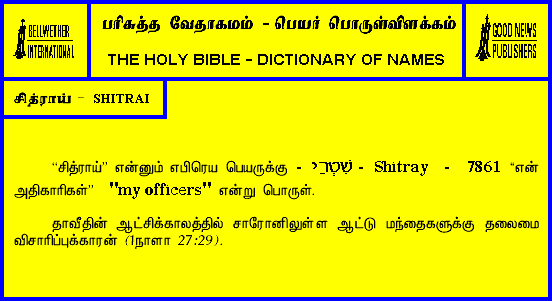 BELLWETHER
INTERNATIONAL
பரிசுத்த வேதாகமம் - பெயர் பொருள்விளக்கம்
THE HOLY BIBLE - DICTIONARY OF NAMES
GOOD NEWS
PUBLISHERS
சித்ராய் - SHITRAI
“சித்ராய்” என்னும் எபிரெய பெயருக்கு - שִׁטְרַי - Shitray - 7861 “என்
அதிகாரிகள்” "my officers" என்று பொருள்.
தாவீதின் ஆட்சிக்காலத்தில் சாரோனிலுள்ள ஆட்டு மந்தைகளுக்கு தலைமை
விசாரிப்புக்காரன் (1நாளா 27:29).